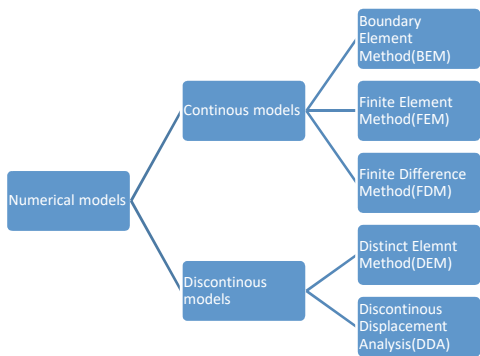 Numerical models
Continous models
Boundary
Element
Method(BEM)
Finite Element
Method(FEM)
Finite Difference
Method(FDM)
Discontinous
models
Distinct Elemnt
Method(DEM)
Discontinous
Displacement
Analysis(DDA)